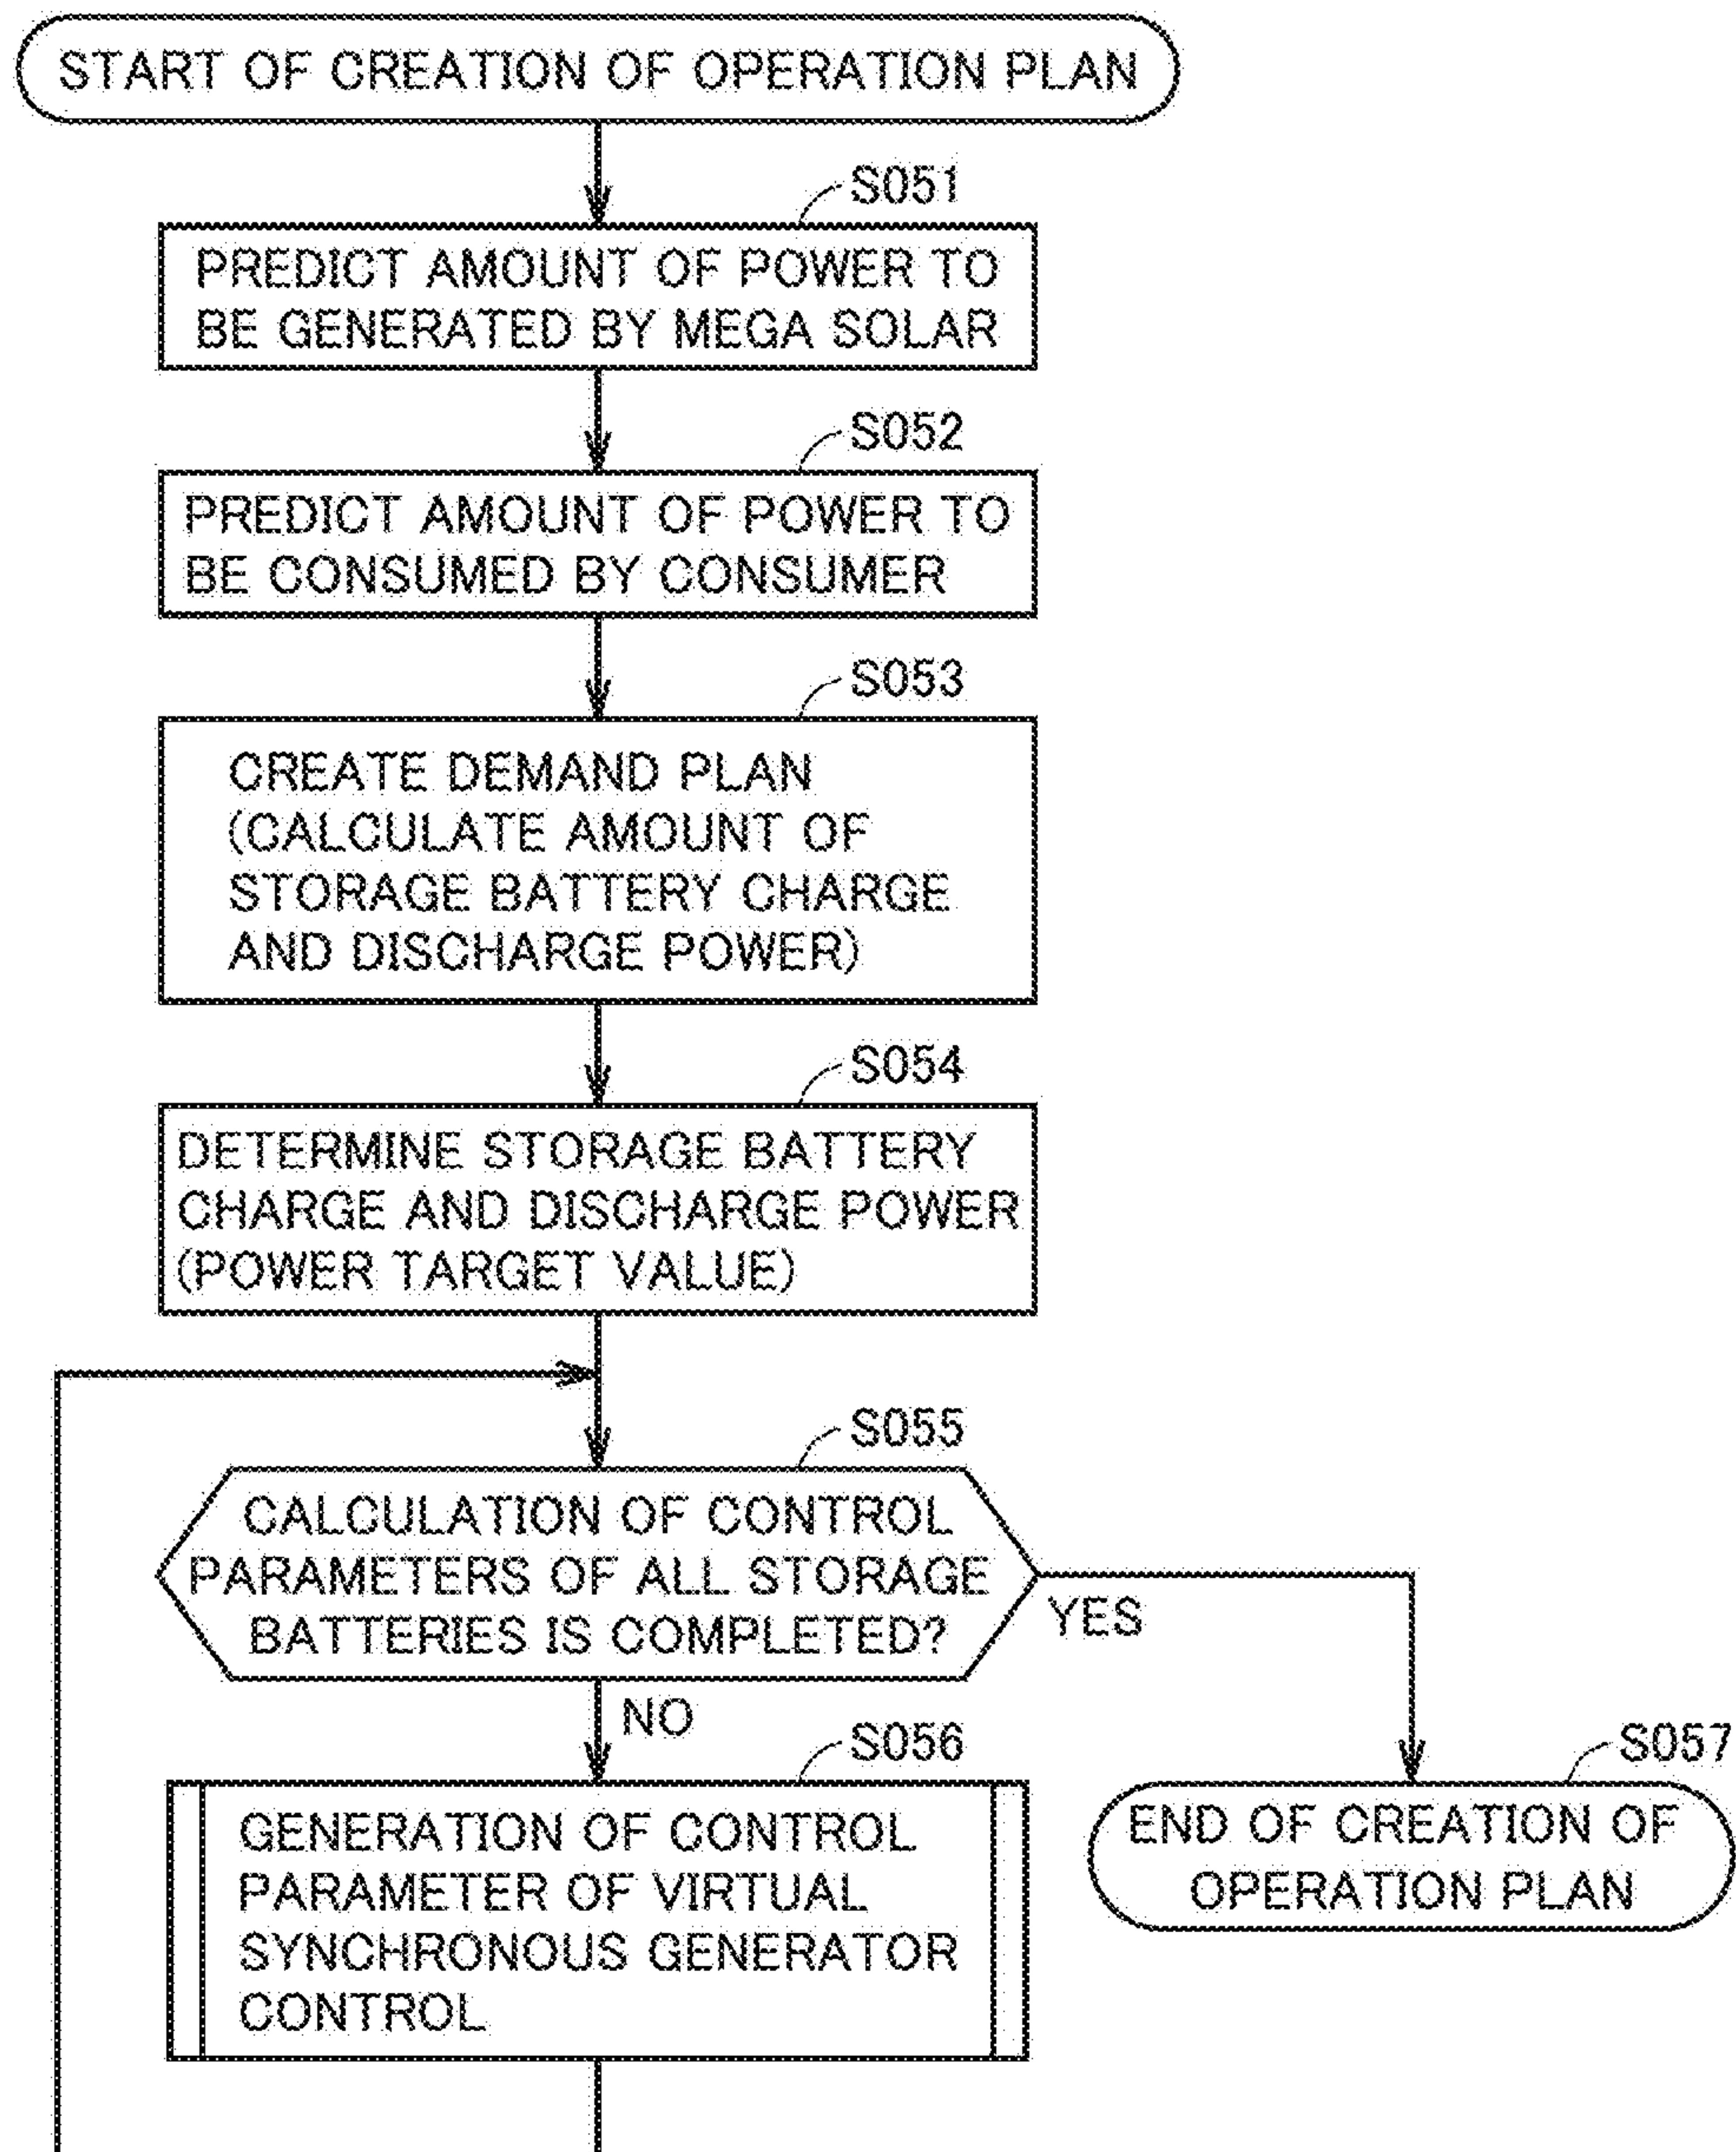 START OF CREATION OF OPERATION PLAN
S051
PREDICT AMOUNT OF POWER TO
BE GENERATED BY MEGA SOLAR
S052
PREDICT AMOUNT OF POWER TO
BE CONSUMED BY CONSUMER
S053
CREATE DEMAND PLAN
(CALCULATE AMOUNT OF
STORAGE BATTERY CHARGE
AND DISCHARGE POWER)
S054
DETERMINE STORAGE BATTERY
CHARGE AND DISCHARGE POWER
(POWER TARGET VALUE)
S055
CALCULATION OF CONTROL
PARAMETERS OF ALL STORAGE
BATTERIES IS COMPLETED?
YES
NO
S056
GENERATION OF CONTROL
PARAMETER OF VIRTUAL
SYNCHRONOUS GENERATOR
CONTROL
S057
END OF CREATION OF
OPERATION PLAN